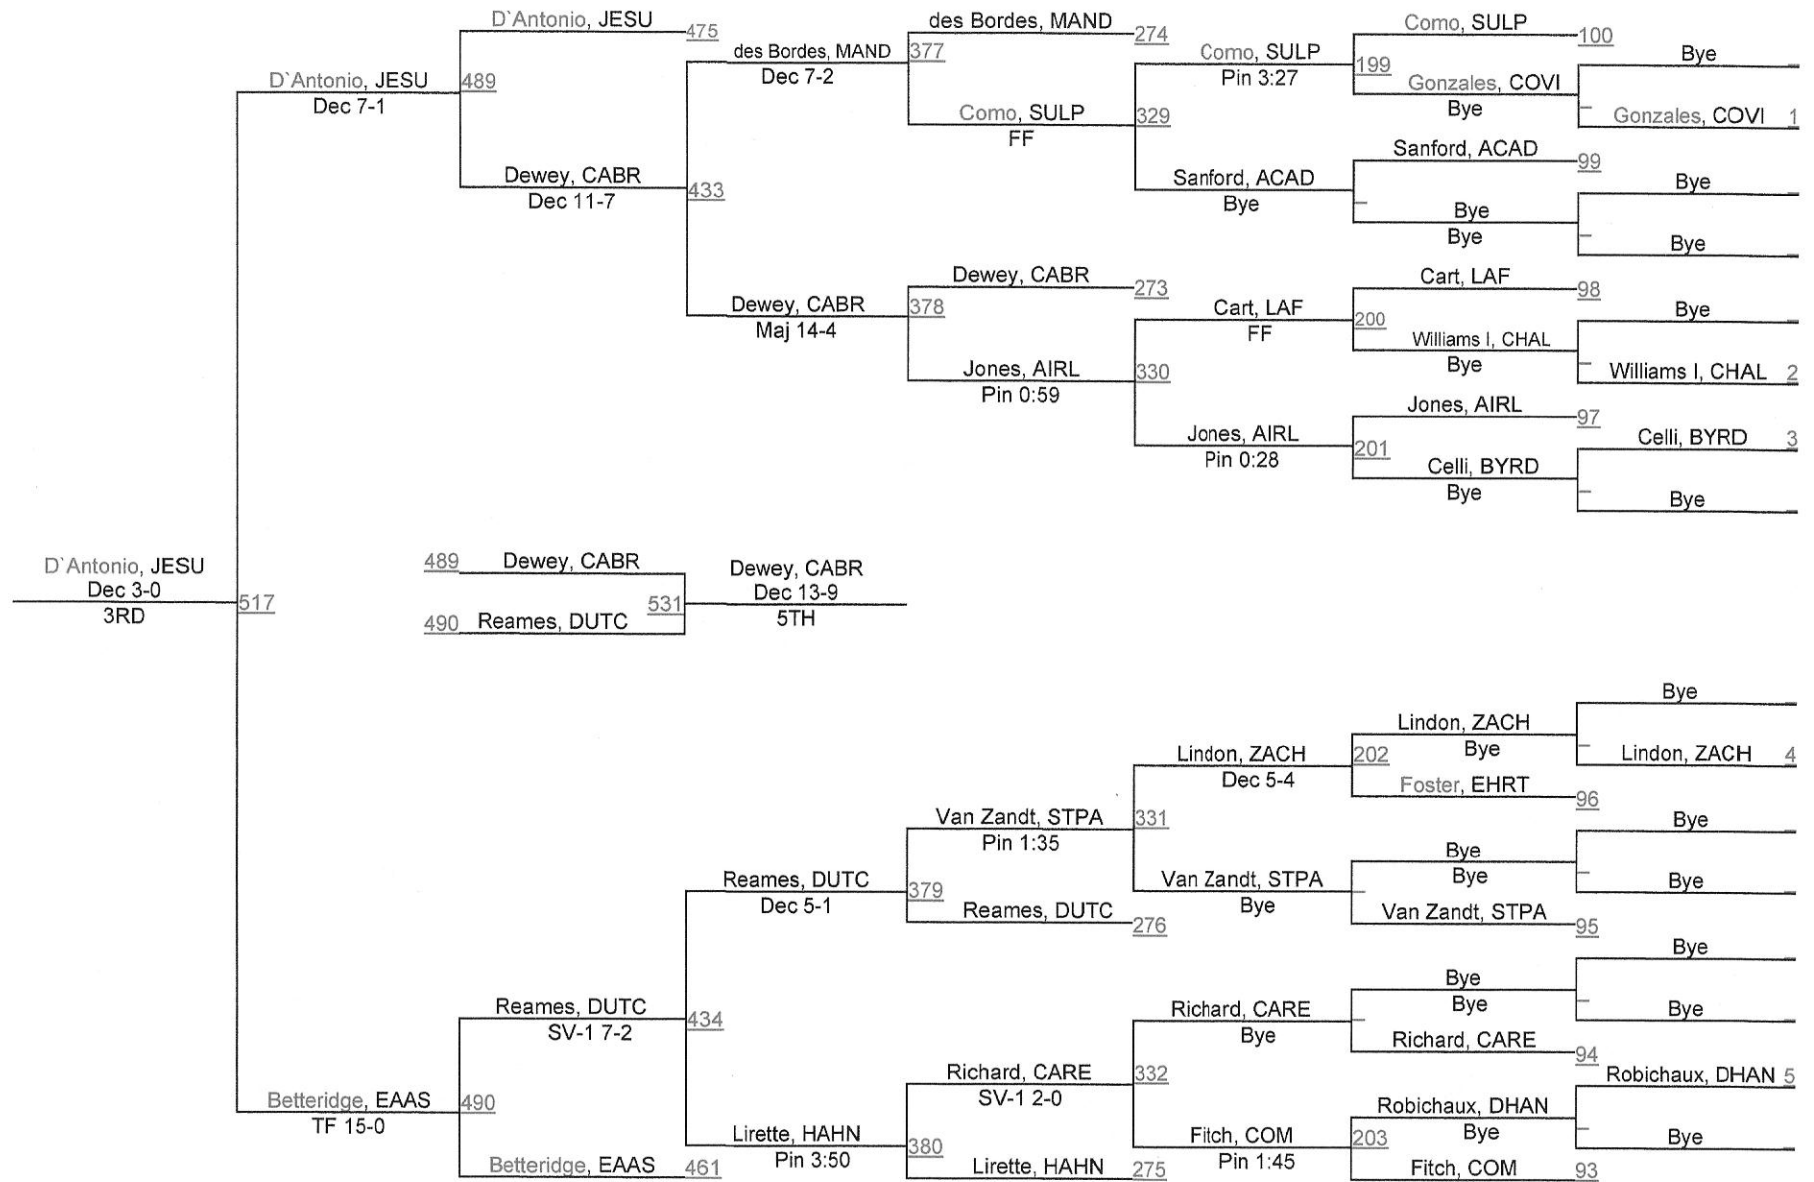 D`Antonio, JESU
475
des Bordes, MAND
274
Como, SULP
100
Bye
_
D`Antonio, JESU
Dec 7-1
489
des Bordes, MAND
Dec 7-2
377
Como, SULP
Pin 3:27
199
Gonzales, COVI
Bye
_
Gonzales, COVI 1
Como, SULP
FF
329
Sanford, ACAD
99
Bye
_
Dewey, CABR
Dec 11-7
433
Sanford, ACAD
Bye
_
Bye
Bye
_
Bye
_
Dewey, CABR
273
Cart, LAF
98
Bye
_
Dewey, CABR
Maj 14-4
378
Cart, LAF
FF
200
Williams I, CHAL
Bye
_
Williams I, CHAL 2
Jones, AIRL
Pin 0:59
330
Jones, AIRL
97
Celli, BYRD 3
Jones, AIRL
Pin 0:28
201
Celli, BYRD
Bye
_
Bye
_
D`Antonio, JESU
Dec 3-0
3RD
517
489 Dewey, CABR
490 Reames, DUTC
531
Dewey, CABR
Dec 13-9
5TH
Bye
_
Lindon, ZACH
Bye
_
Lindon, ZACH 4
Lindon, ZACH
Dec 5-4
202
Foster, EHRT
96
Bye
_
Van Zandt, STPA
Pin 1:35
331
Bye
Bye
_
Bye
_
Reames, DUTC
Dec 5-1
379
Van Zandt, STPA
Bye
_
Van Zandt, STPA
95
Reames, DUTC
276
Bye
_
Reames, DUTC
SV-1 7-2
434
Richard, CARE
Bye
_
Bye
Bye
_
Bye
_
Richard, CARE
94
Richard, CARE
SV-1 2-0
332
Robichaux, DHAN 5
Betteridge, EAAS
TF 15-0
490
Robichaux, DHAN
Bye
_
Bye
_
Lirette, HAHN
Pin 3:50
380
Fitch, COM
Pin 1:45
203
Fitch, COM
93
Betteridge, EAAS
461
Lirette, HAHN
275